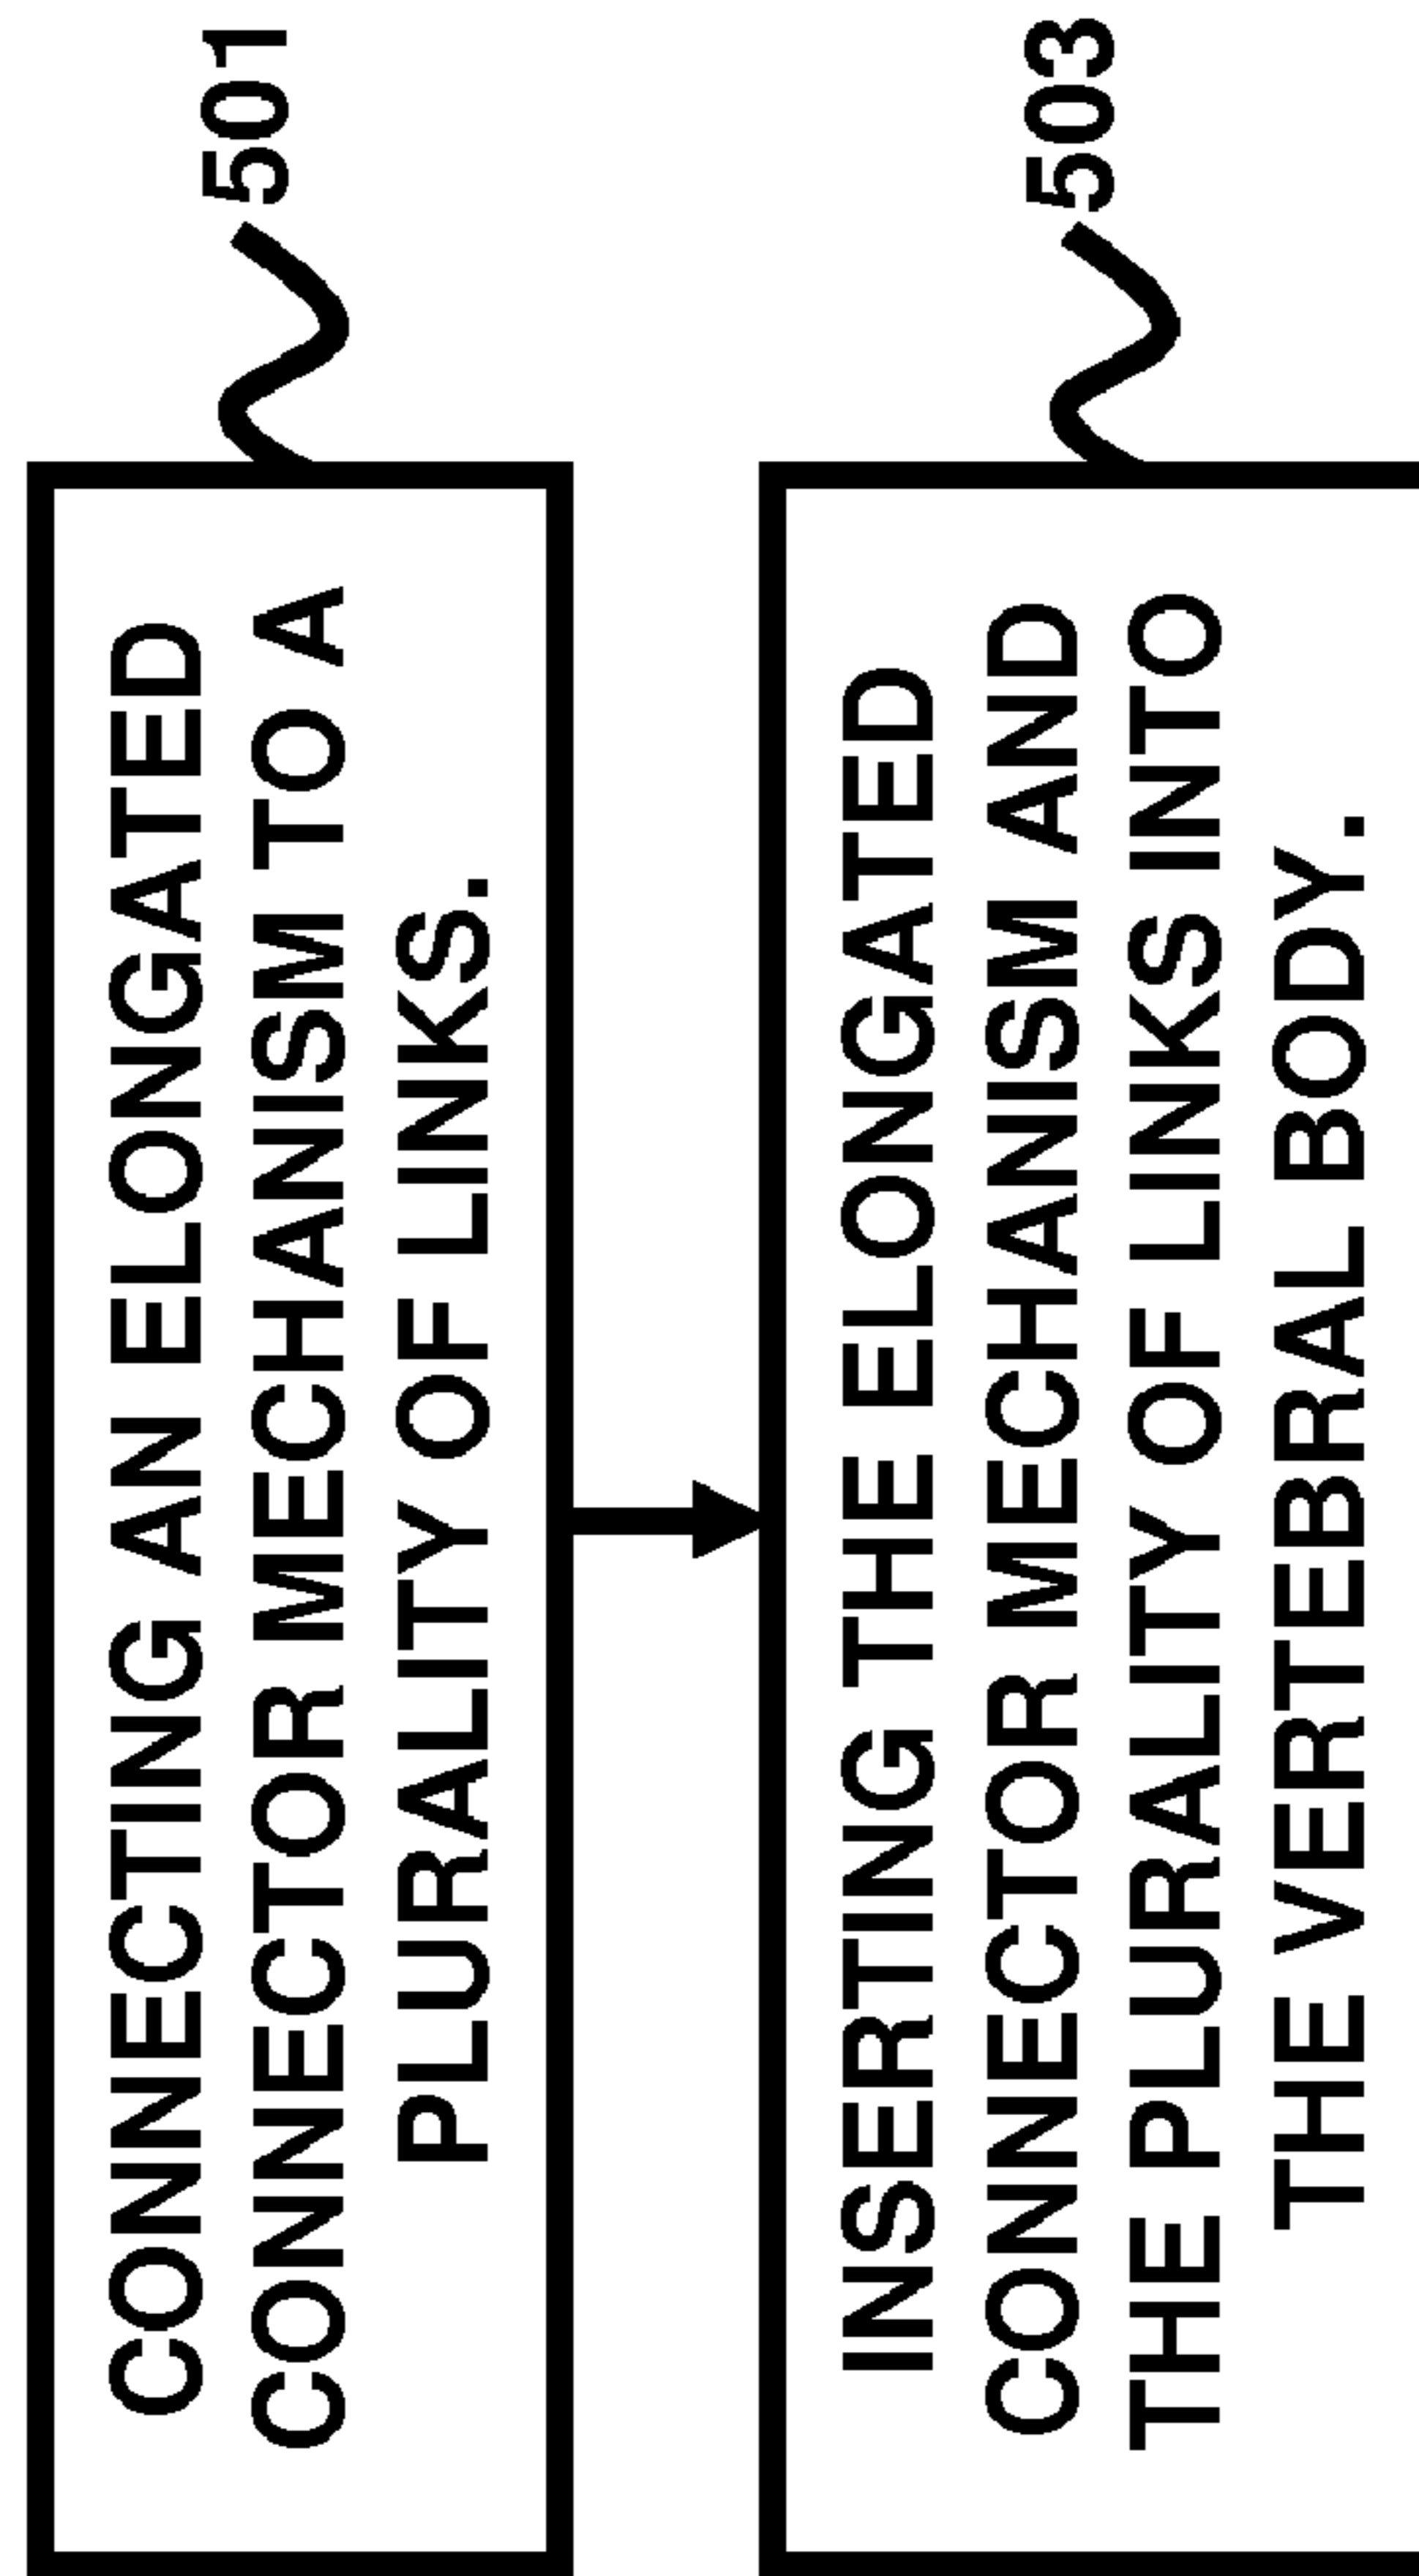 CONNECTING AN ELONGATED
CONNECTOR MECHANISM TO A
PLURALITY OF LINKS.
501
INSERTING THE ELONGATED
CONNECTOR MECHANISM AND
THE PLURALITY OF LINKS INTO
THE VERTEBRAL BODY.
503